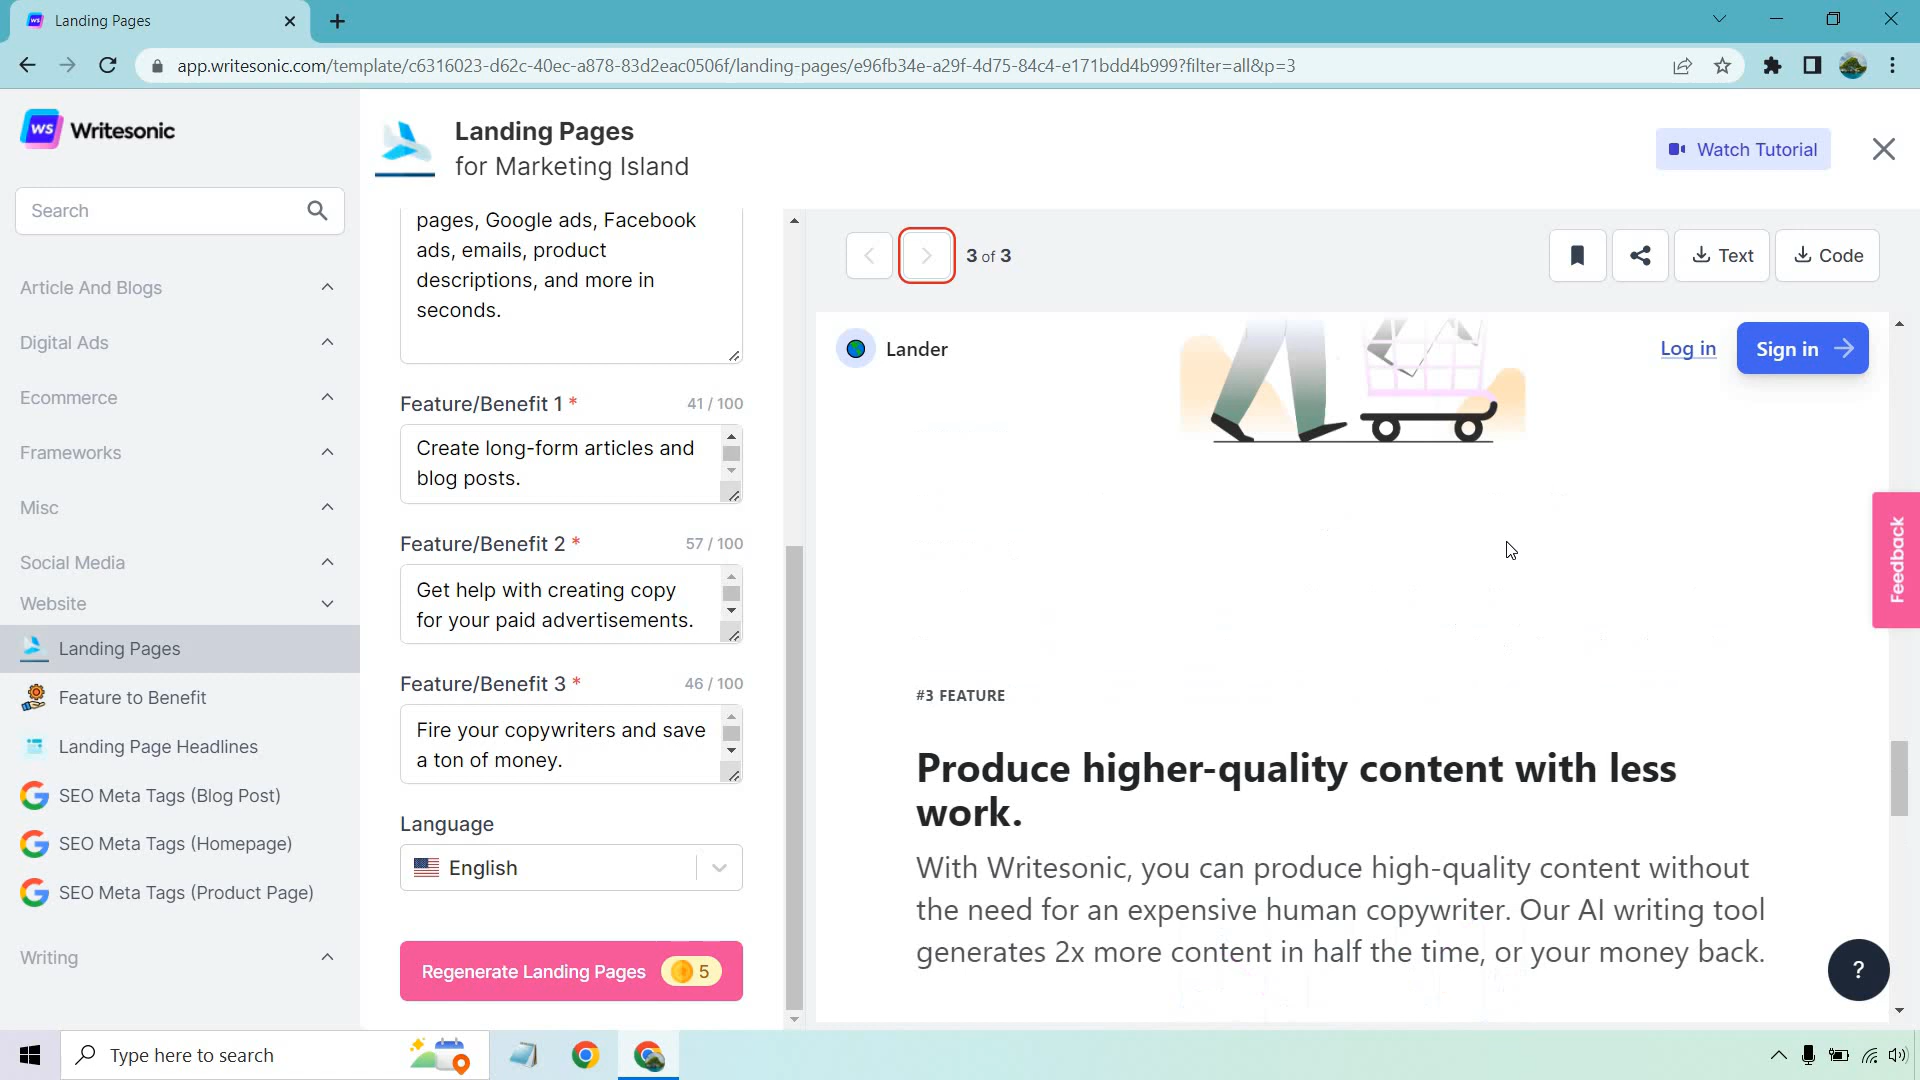 Landing Pages
app.writesonic.com/template/c6316023-d62c-40ec-a878-83d2eac0506f/landing-pages/e96fb34e-a29f-4d75-84c4-e171bdd4b999?filter=all&p=3
WS Writesonic
Search
Article And Blogs
Digital Ads
Ecommerce
Frameworks
Misc
Social Media
Website
Landing Pages
Feature to Benefit
Landing Page Headlines
SEO Meta Tags (Blog Post)
SEO Meta Tags (Homepage)
SEO Meta Tags (Product Page)
Writing
Landing Pages
for Marketing Island
Watch Tutorial
pages, Google ads, Facebook
ads, emails, product
descriptions, and more in
seconds.
Feature/Benefit 1 * 41 / 100
Create long-form articles and
blog posts.
Feature/Benefit 2 * 57 / 100
Get help with creating copy
for your paid advertisements.
Feature/Benefit 3 * 46 / 100
Fire your copywriters and save
a ton of money.
Language
English
Regenerate Landing Pages 5
3 of 3
Text
Code
Lander
Log in
Sign in
#3 FEATURE
Produce higher-quality content with less
work.
With Writesonic, you can produce high-quality content without
the need for an expensive human copywriter. Our AI writing tool
generates 2x more content in half the time, or your money back.
Feedback
?
Type here to search